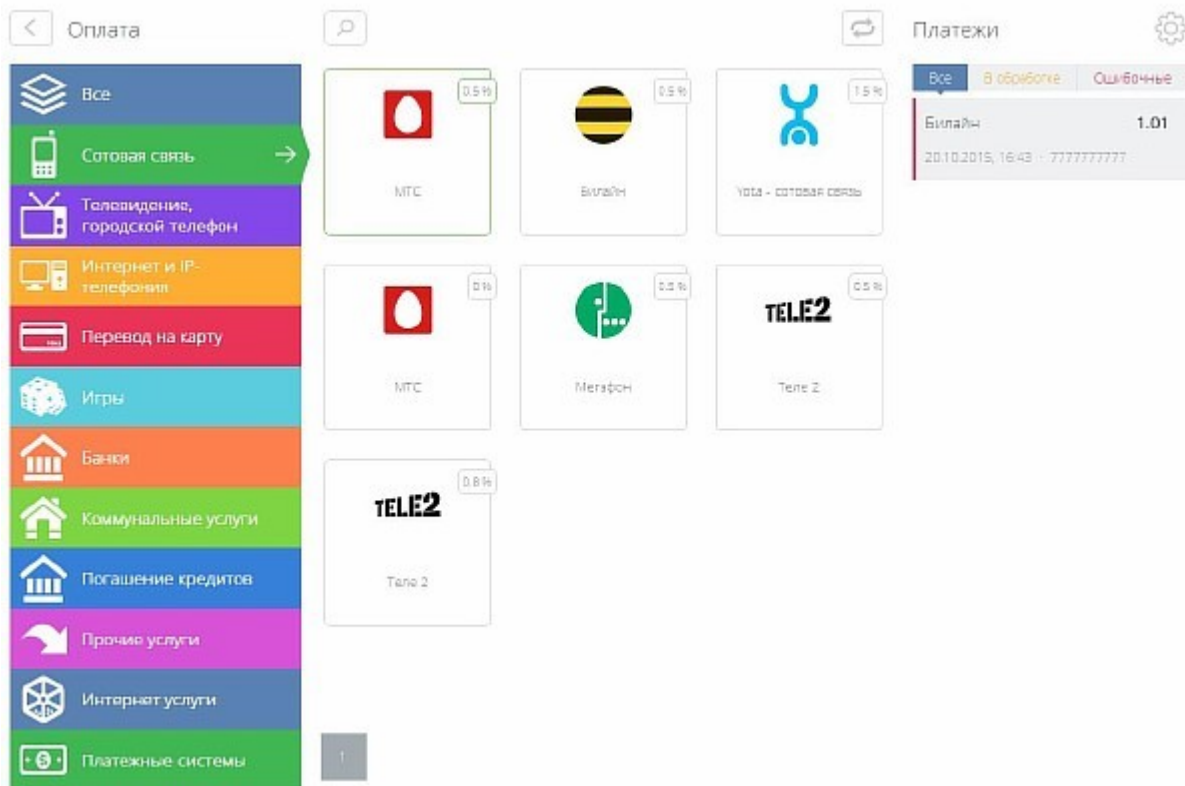 Оплата
Все
Сотовая связь
Телевидение,
городской телефон
Интернет и IP-
телефония
Перевод на карту
Игры
Банки
Коммунальные услуги
Погашение кредитов
Прочие услуги
Интернет услуги
Платежные системы
0.5 %
МТС
0.5 %
Билайн
1.5 %
Yota - сотовая связь
0 %
МТС
0.5 %
Мегафон
0.5 %
TELE2
Теле 2
0.8 %
TELE2
Теле 2
1
Платежи
Все
В обработке
Ошибочные
Билайн 1.01
20.10.2015, 16:43 - 7777777777